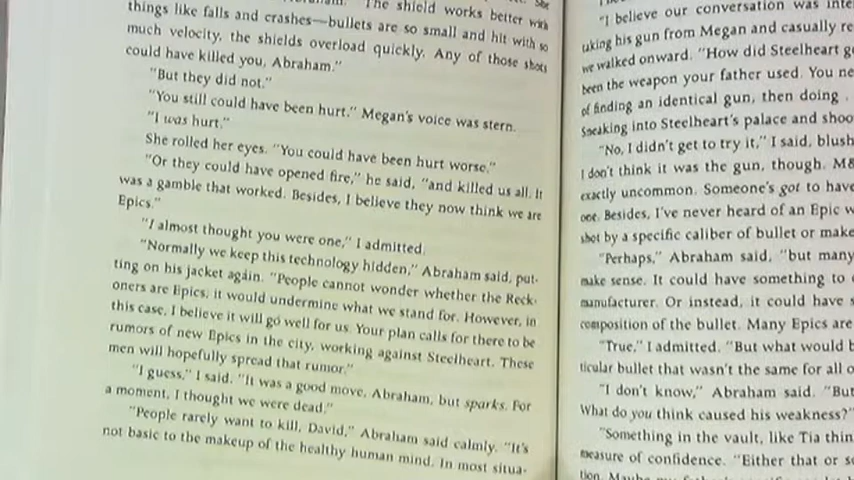 The shield works better with
things like falls and crashes—bullets are so small and hit with so
much velocity, the shields overload quickly. Any of those shots
could have killed you, Abraham."
"But they did not."
"You still could have been hurt." Megan's voice was stern.
"I was hurt."
She rolled her eyes. "You could have been hurt worse."
"Or they could have opened fire," he said, "and killed us all. It
was a gamble that worked. Besides, I believe they now think we are
Epics."
"I almost thought you were one," I admitted.
"Normally we keep this technology hidden," Abraham said, put-
ting on his jacket again. "People cannot wonder whether the Reck-
oners are Epics, it would undermine what we stand for. However, in
this case, I believe it will go well for us. Your plan calls for there to be
rumors of new Epics in the city, working against Steelheart. These
men will hopefully spread that rumor."
"I guess," I said. "It was a good move, Abraham, but sparks. For
a moment, I thought we were dead."
"People rarely want to kill, David," Abraham said calmly. "It's
not basic to the makeup of the healthy human mind. In most situa-
"I believe our conversation was
taking his gun from Megan and casually
we walked onward. "How did Steelheart
been the weapon your father used. You
of finding an identical gun, then doing
Sneaking into Steelheart's palace and
"No, I didn't get to try it," I said,
I don't think it was the gun, though.
exactly uncommon. Someone's got to have
one. Besides, I've never heard of an Epic
shot by a specific caliber of bullet or make
"Perhaps," Abraham said, "but many
make sense. It could have something to
manufacturer. Or instead, it could have
composition of the bullet. Many Epics are
"True," I admitted. "But what would
ticular bullet that wasn't the same for all
"I don't know," Abraham said. "But
What do you think caused his weakness?"
"Something in the vault, like Tia
measure of confidence. "Either that or
tion. Maybe